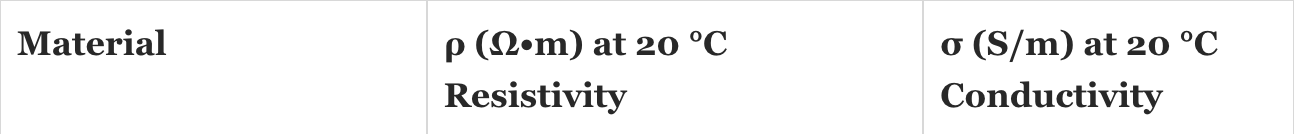 Material
ρ (Ω•m) at 20 °C
Resistivity
σ (S/m) at 20 °C
Conductivity